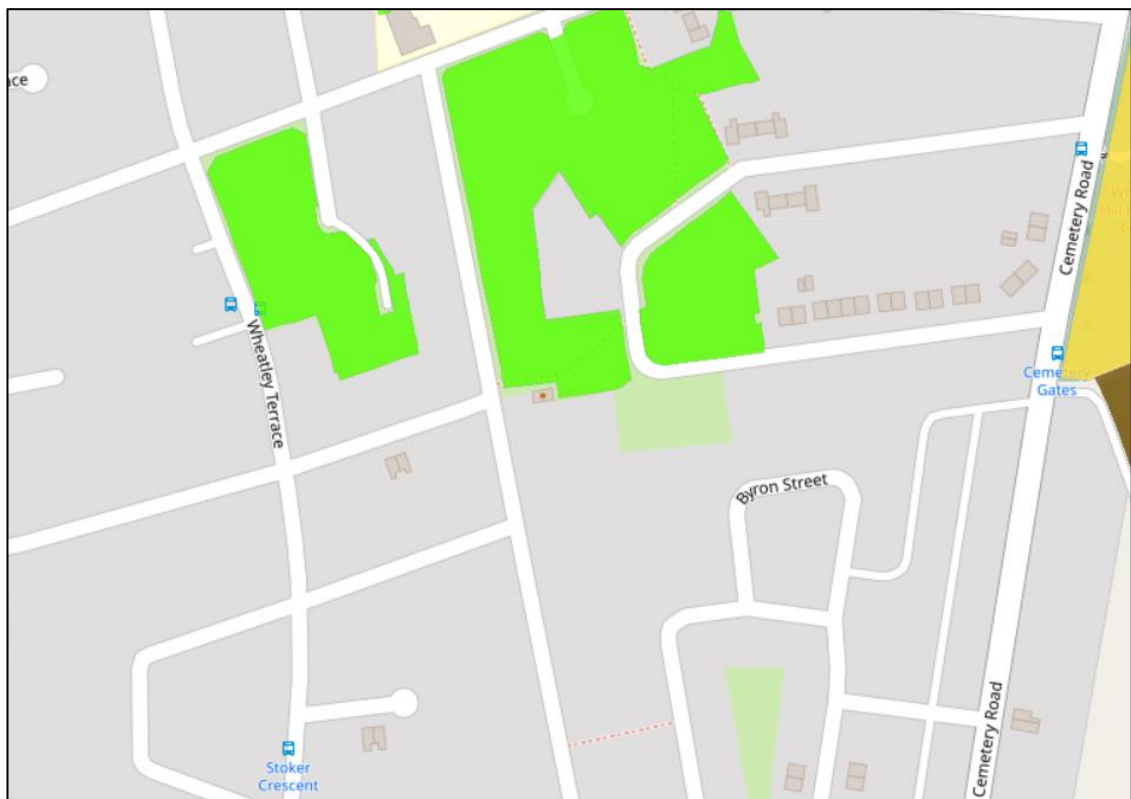 ace
Cemetery Road
Wheatley Terrace
Cemetery
Gates
Byron Street
Stoker
Crescent
Cemetery Road